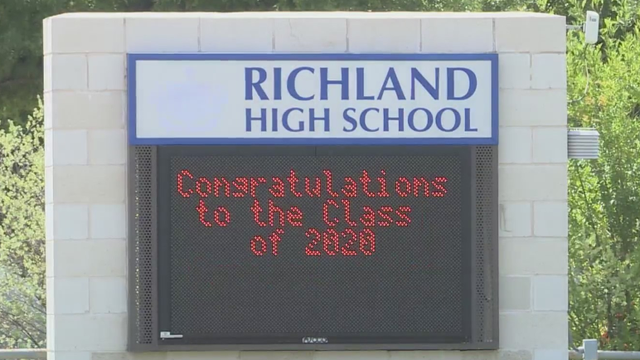 RICHLAND
HIGH SCHOOL
Congratulations
to the Class
of 2020